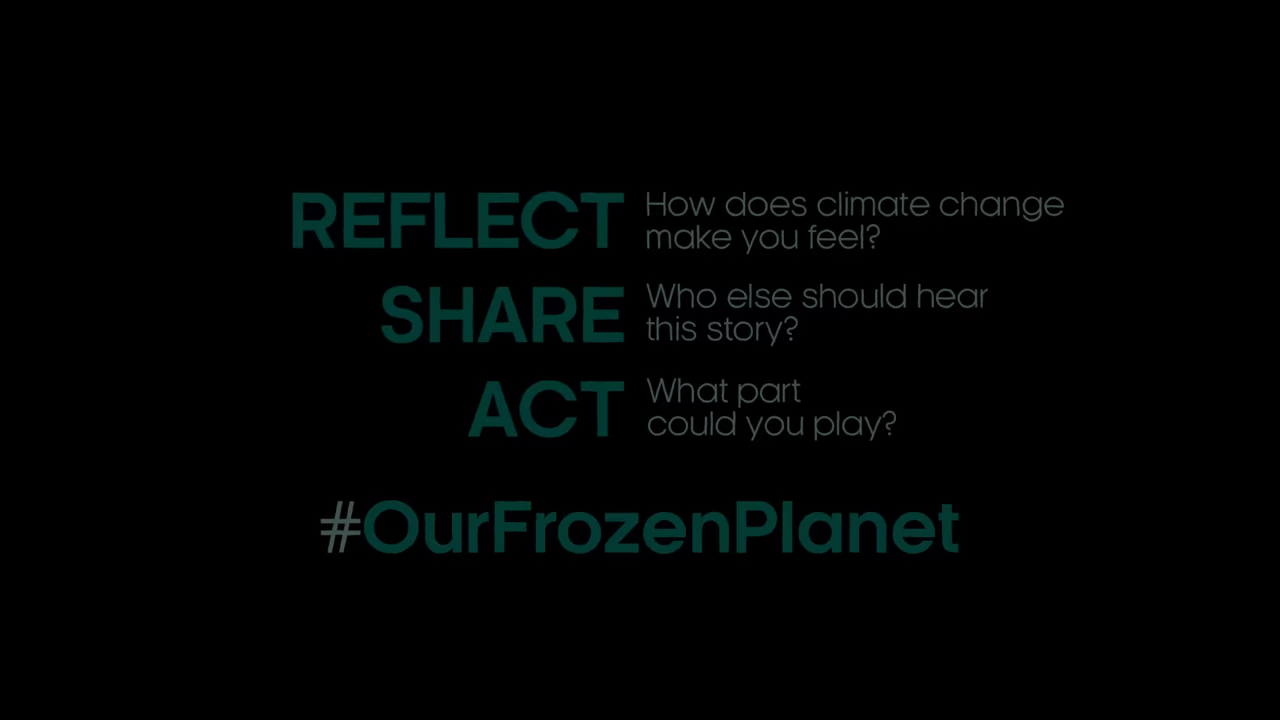 REFLECT How does climate change
make you feel?
SHARE Who else should hear
this story?
ACT What part
could you play?
#OurFrozenPlanet